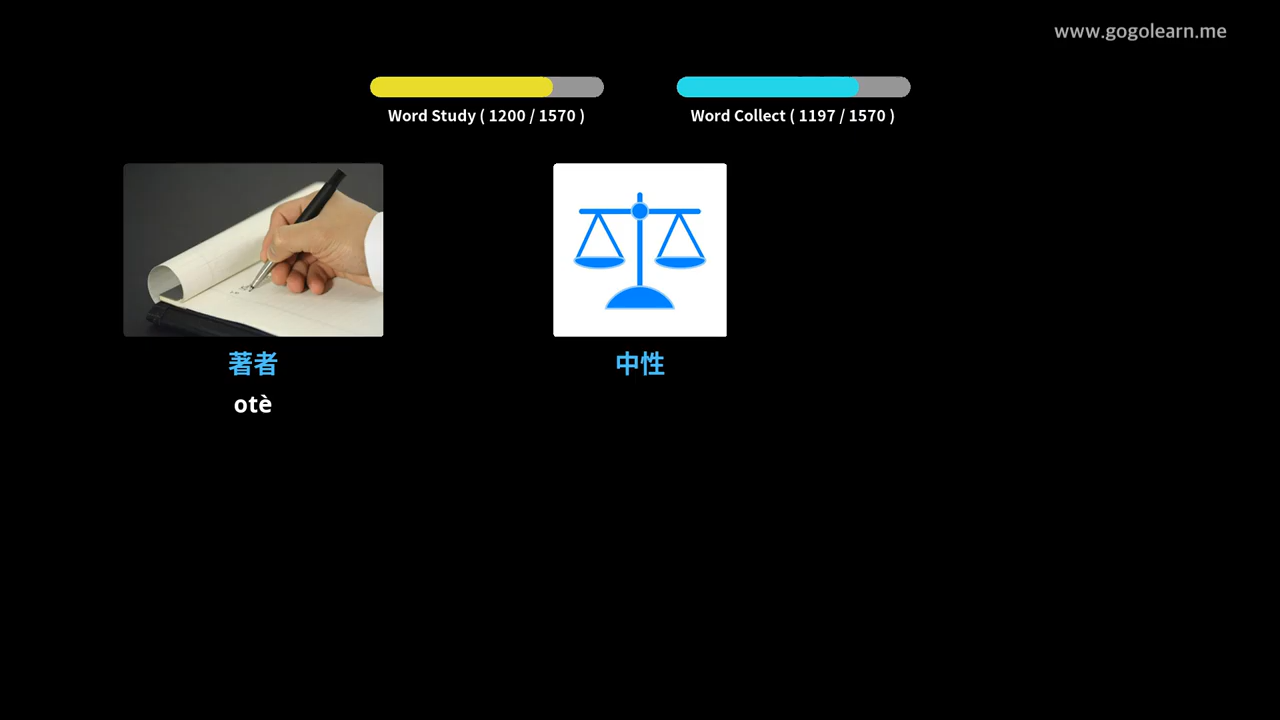 www.gogolearn.me
Word Study ( 1200 / 1570 )
Word Collect ( 1197 / 1570 )
著者
中性
otè